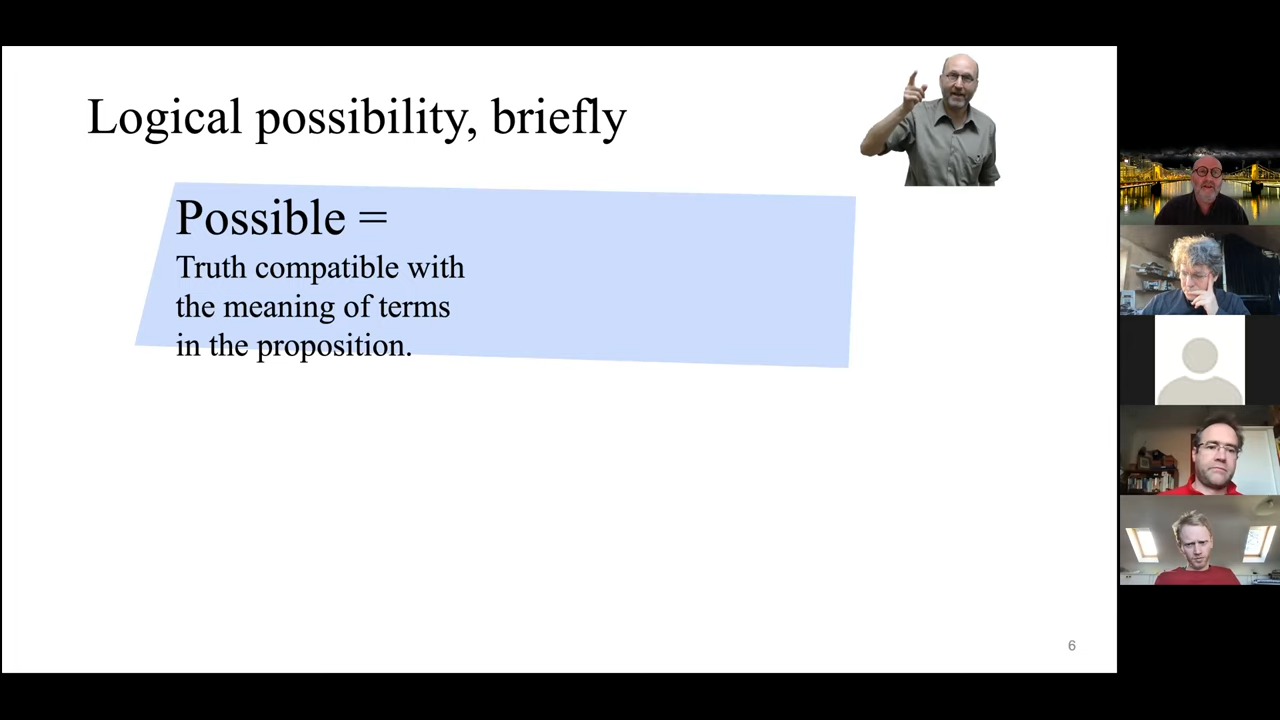 Logical possibility, briefly
Possible =
Truth compatible with
the meaning of terms
in the proposition.
6